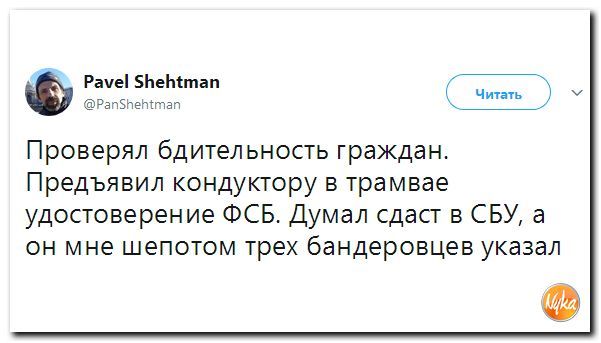 Pavel Shehtman
@PanShehtman
Читать
Проверял бдительность граждан.
Предъявил кондуктору в трамвае
удостоверение ФСБ. Думал сдаст в СБУ, а
он мне шепотом трех бандеровцев указал
Nyka